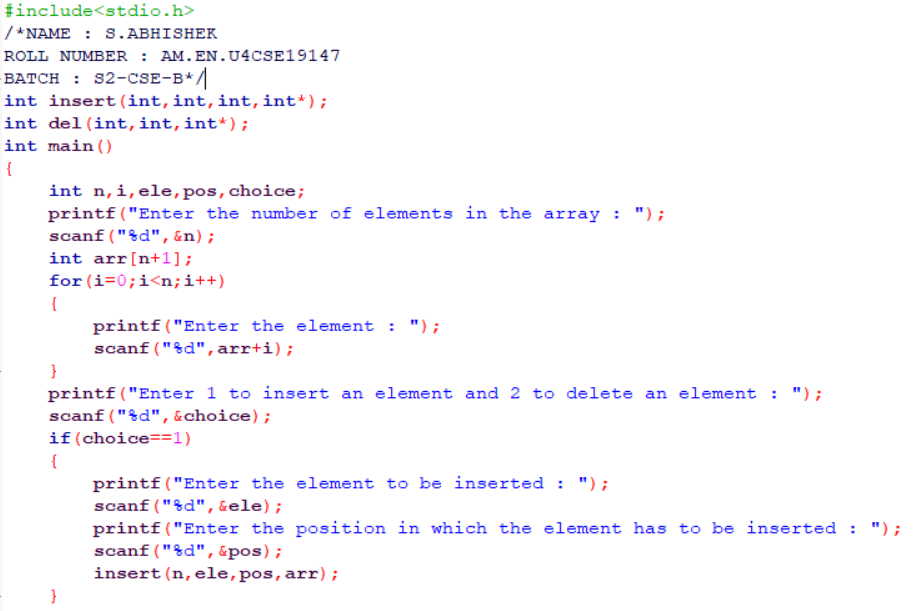 #include<stdio.h>
/*NAME : S.ABHISHEK
ROLL NUMBER : AM.EN.U4CSE19147
BATCH : S2-CSE-B*/
int insert(int,int,int,int*);
int del(int,int,int*);
int main()
{
    int n,i,ele,pos,choice;
    printf("Enter the number of elements in the array : ");
    scanf("%d",&n);
    int arr[n+1];
    for(i=0;i<n;i++)
    {
        printf("Enter the element : ");
        scanf("%d",arr+i);
    }
    printf("Enter 1 to insert an element and 2 to delete an element : ");
    scanf("%d",&choice);
    if(choice==1)
    {
        printf("Enter the element to be inserted : ");
        scanf("%d",&ele);
        printf("Enter the position in which the element has to be inserted : ");
        scanf("%d",&pos);
        insert(n,ele,pos,arr);
    }